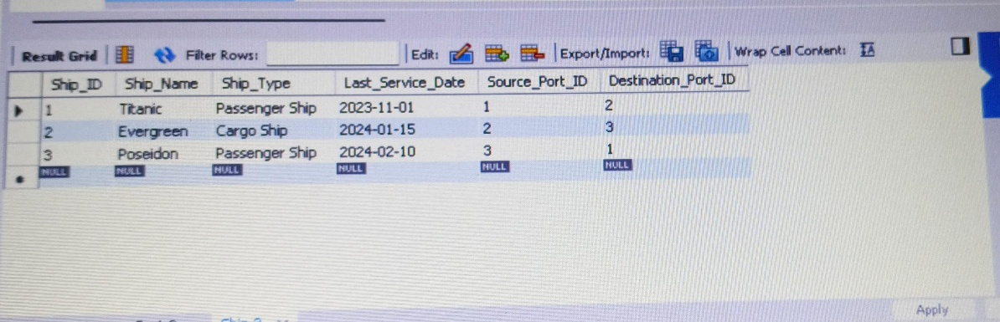 Result Grid Filter Rows: Edit: Export/Import: Wrap Cell Content: IA
Ship_ID Ship_Name Ship_Type Last_Service_Date Source_Port_ID Destination_Port_ID
1 Titanic Passenger Ship 2023-11-01 1 2
2 Evergreen Cargo Ship 2024-01-15 2 3
3 Poseidon Passenger Ship 2024-02-10 3 1
NULL NULL NULL NULL NULL NULL
Apply